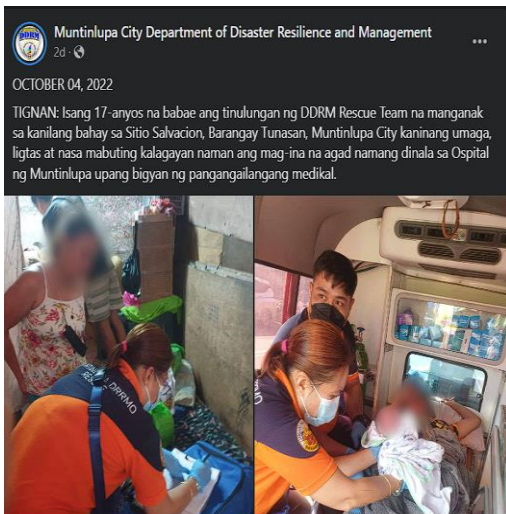 Muntinlupa City Department of Disaster Resilience and Management
2d
OCTOBER 04, 2022
TIGNAN: Isang 17-anyos na babae ang tinulungan ng DDRM Rescue Team na manganak
sa kanilang bahay sa Sitio Salvacion, Barangay Tunasan, Muntinlupa City kaninang umaga,
ligtas at nasa mabuting kalagayan naman ang mag-ina na agad namang dinala sa Ospital
ng Muntinlupa upang bigyan ng pangangailangang medikal.
DDRM
DRRMO